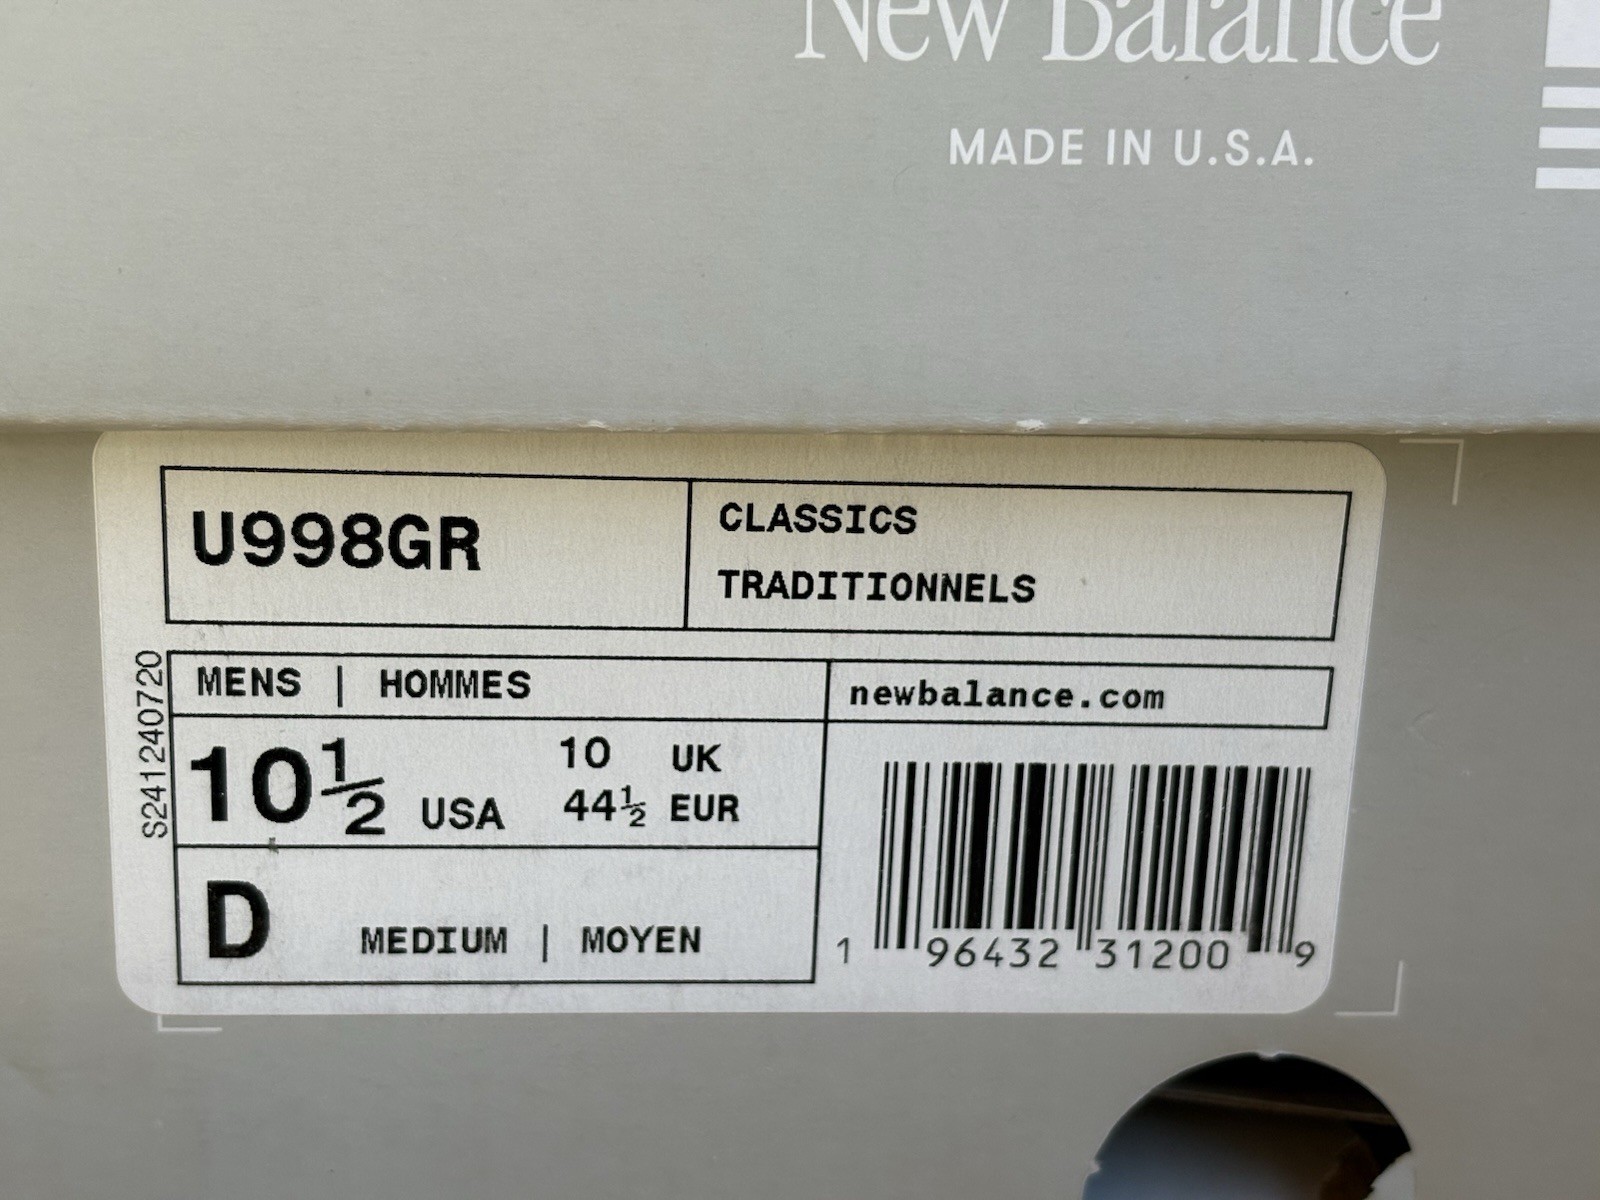 New Balance
MADE IN U.S.A.
U998GR
CLASSICS
TRADITIONNELS
S241240720
MENS | HOMMES
newbalance.com
10½ USA
10 UK
44½ EUR
D
MEDIUM | MOYEN
1 96432 31200 9